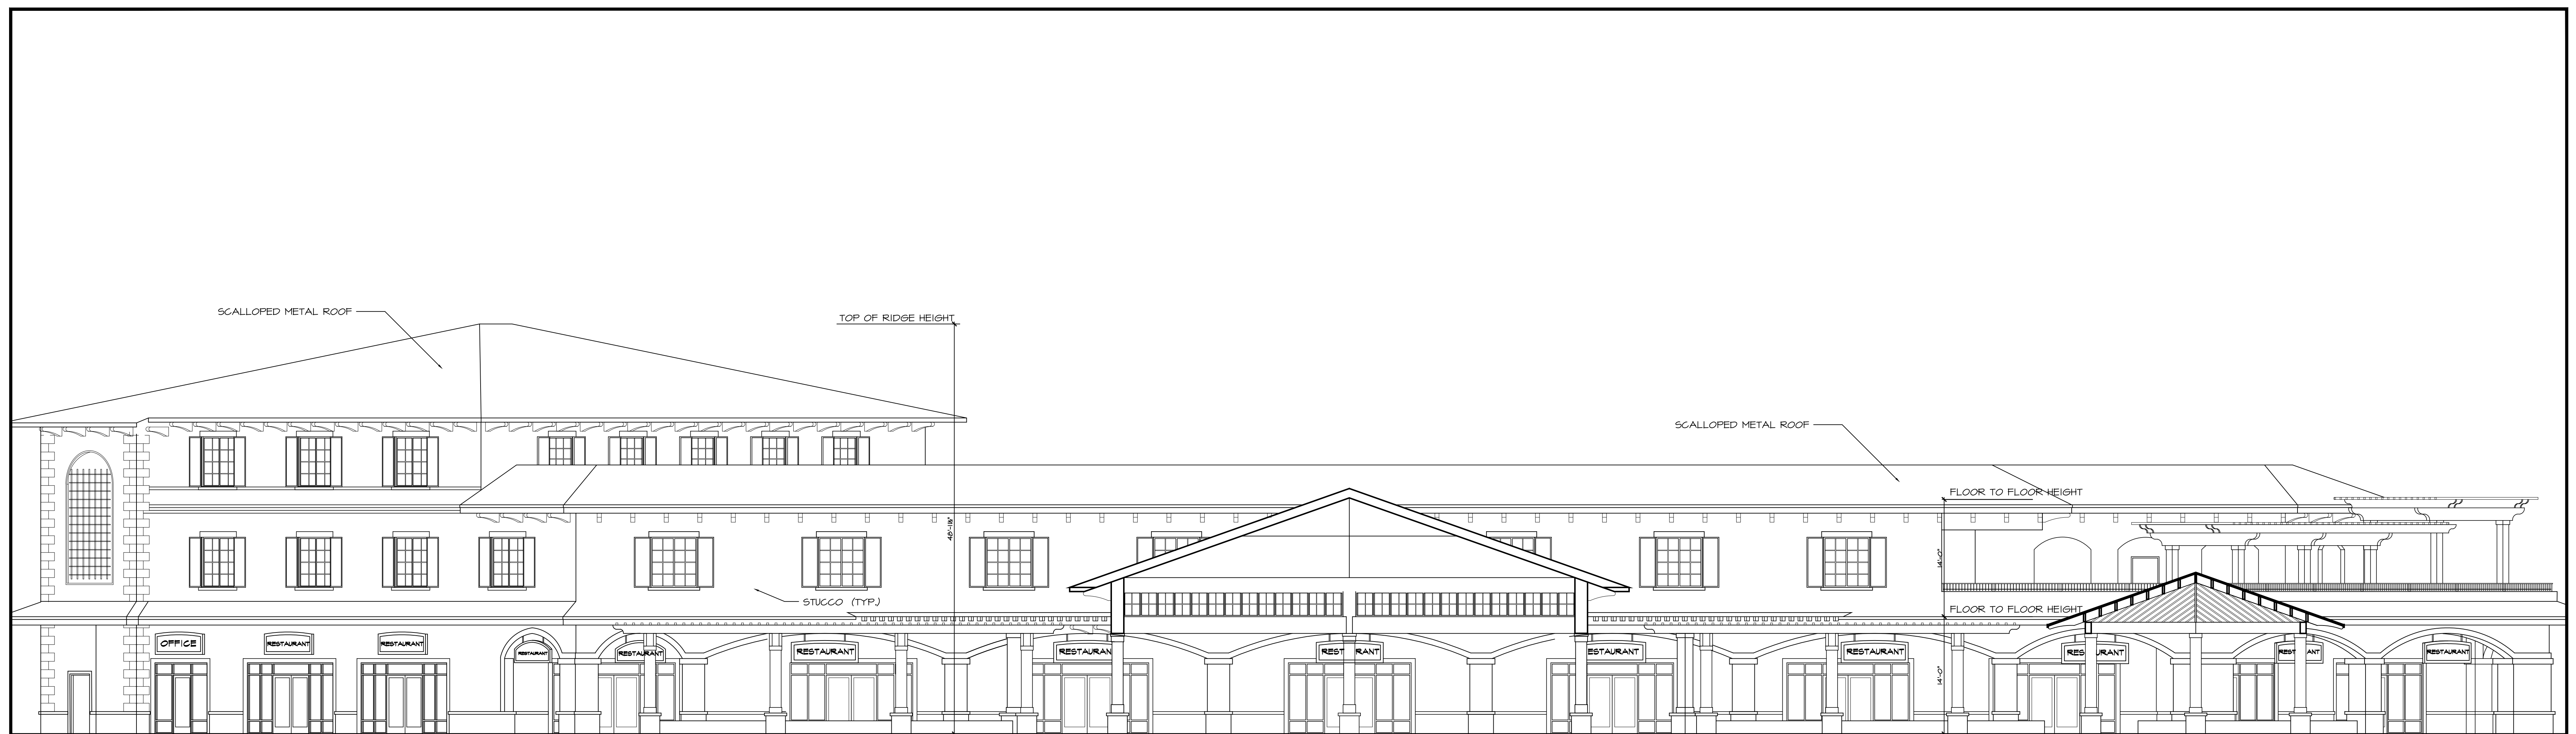 SCALLOPED METAL ROOF
TOP OF RIDGE HEIGHT
SCALLOPED METAL ROOF
FLOOR TO FLOOR HEIGHT
14'-0"
STUCCO (TYP.)
FLOOR TO FLOOR HEIGHT
14'-0"
OFFICE
RESTAURANT
RESTAURANT
RESTAURANT
RESTAURANT
RESTAURANT
RESTAURANT
RESTAURANT
RESTAURANT
RESTAURANT
RESTAURANT
RESTAURANT
RESTAURANT